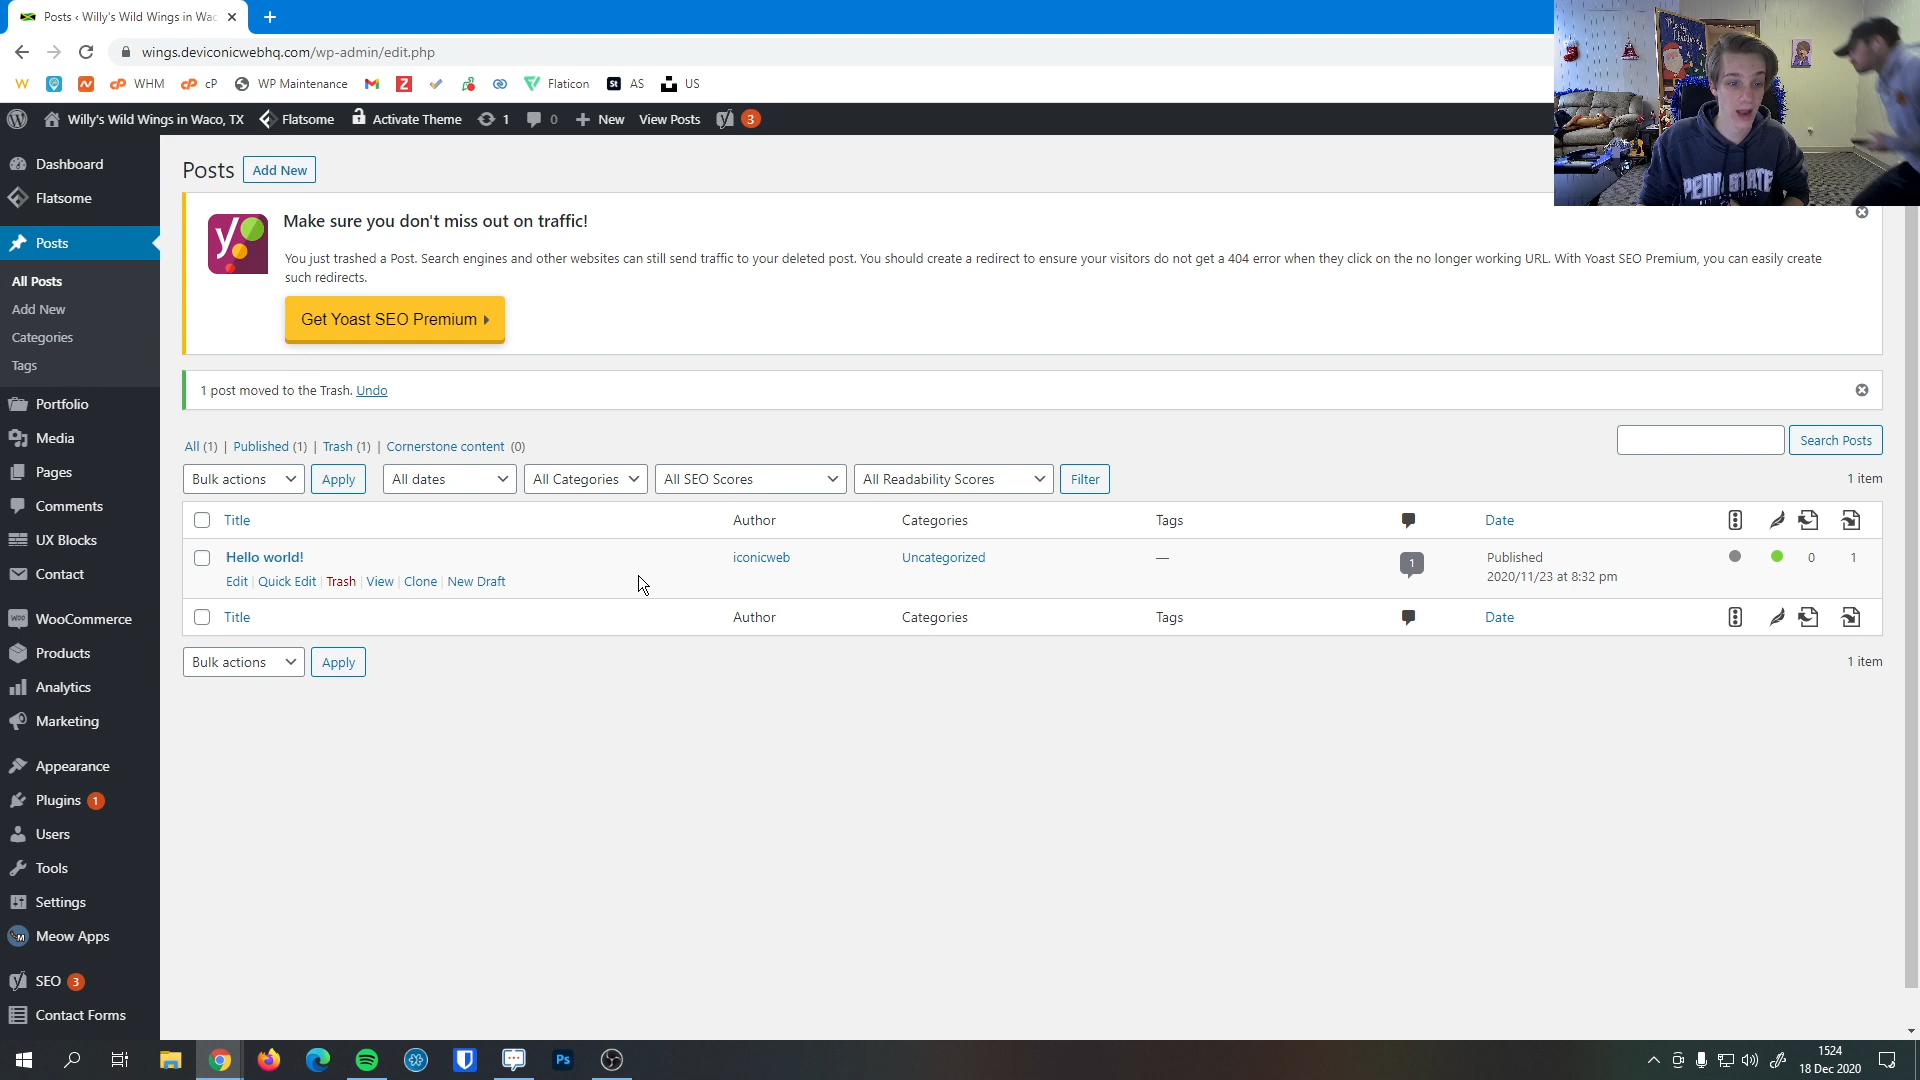 Posts ‹ Willy's Wild Wings in Wac
wings.deviconicwebhq.com/wp-admin/edit.php
W
WHM
cP
WP Maintenance
Flaticon
St AS
US
Willy's Wild Wings in Waco, TX
Flatsome
Activate Theme
1
0
New
View Posts
3
Dashboard
Flatsome
Posts
All Posts
Add New
Categories
Tags
Portfolio
Media
Pages
Comments
UX Blocks
Contact
WooCommerce
Products
Analytics
Marketing
Appearance
Plugins 1
Users
Tools
Settings
Meow Apps
SEO 3
Contact Forms
Posts Add New
Make sure you don't miss out on traffic!
You just trashed a Post. Search engines and other websites can still send traffic to your deleted post. You should create a redirect to ensure your visitors do not get a 404 error when they click on the no longer working URL. With Yoast SEO Premium, you can easily create
such redirects.
Get Yoast SEO Premium
1 post moved to the Trash. Undo
All (1) | Published (1) | Trash (1) | Cornerstone content (0)
Search Posts
Bulk actions Apply All dates All Categories All SEO Scores All Readability Scores Filter 1 item
Title Author Categories Tags Date
Hello world! iconicweb Uncategorized — 1 Published 0 1
2020/11/23 at 8:32 pm
Edit | Quick Edit | Trash | View | Clone | New Draft
Title Author Categories Tags Date
Bulk actions Apply 1 item
PENN STATE
Ps
1524
18 Dec 2020